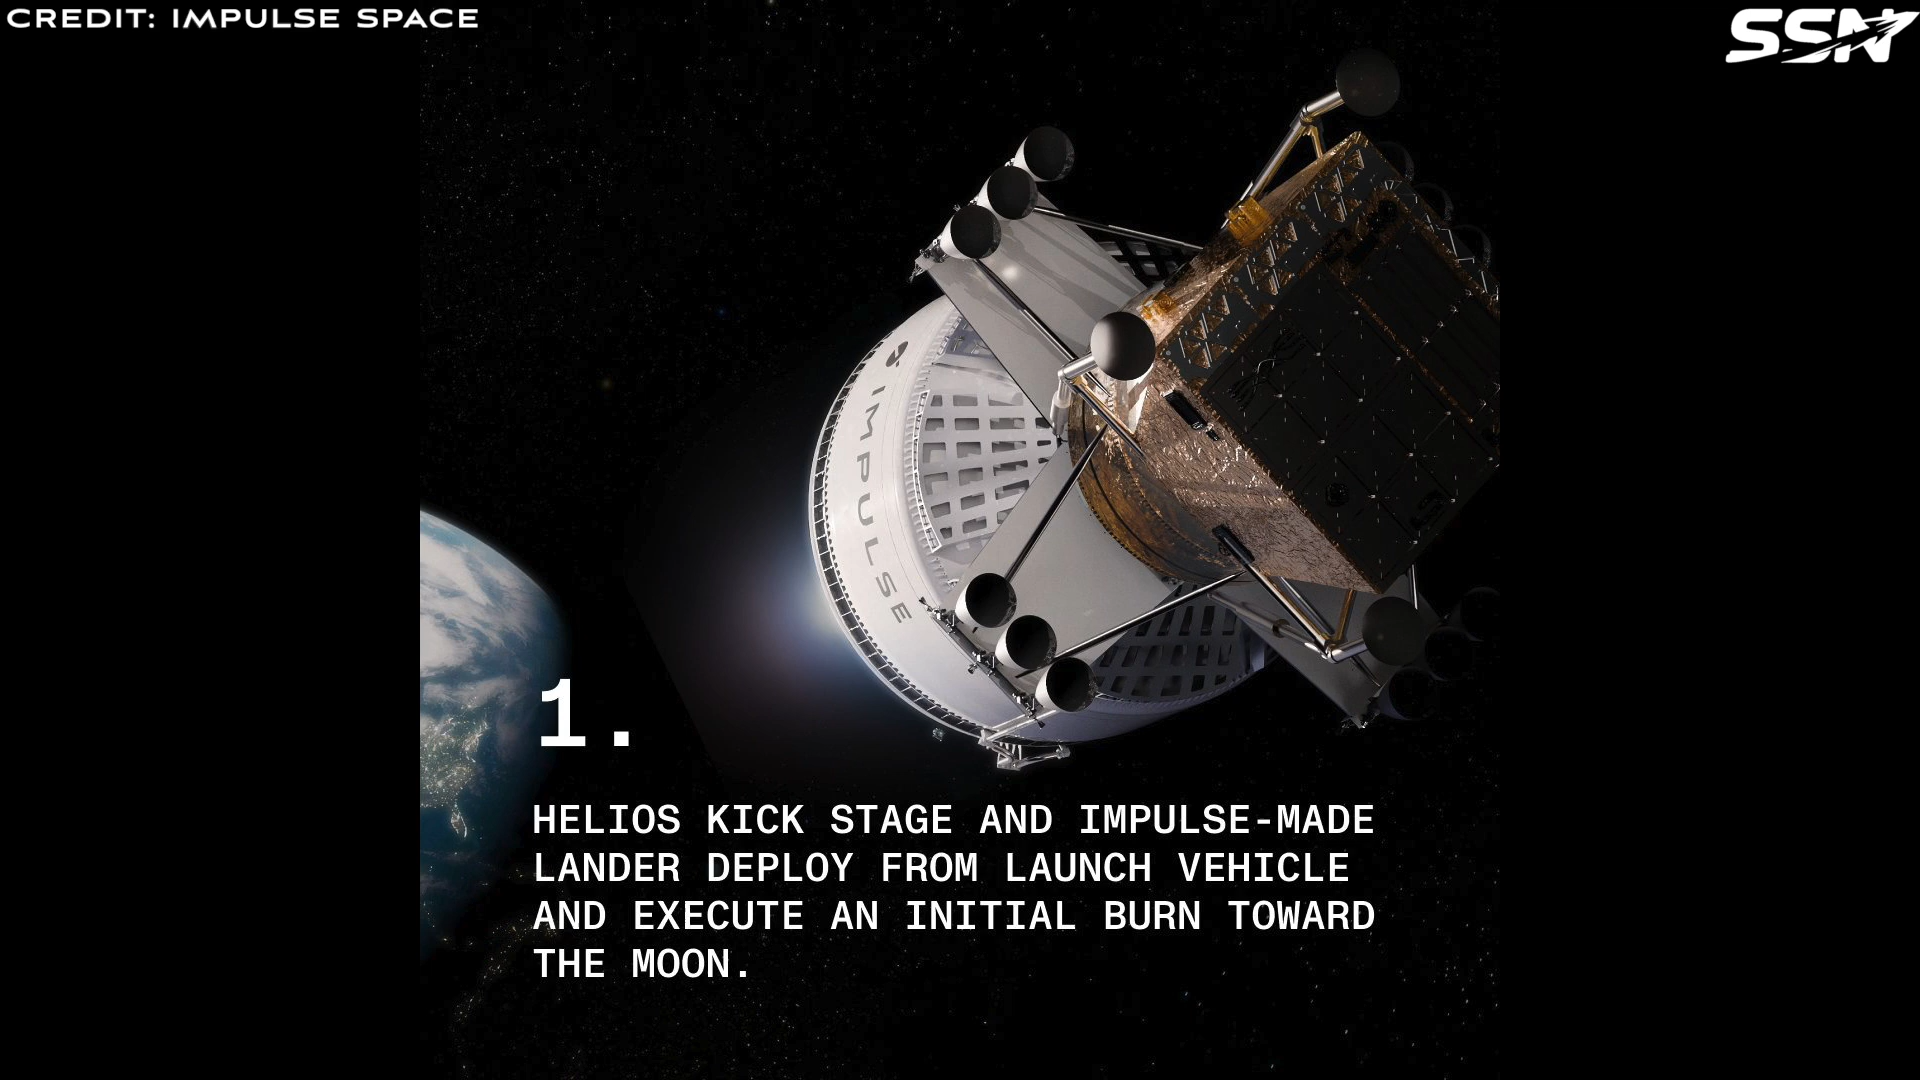 CREDIT: IMPULSE SPACE
SSN
IMPULSE
1.
HELIOS KICK STAGE AND IMPULSE-MADE
LANDER DEPLOY FROM LAUNCH VEHICLE
AND EXECUTE AN INITIAL BURN TOWARD
THE MOON.